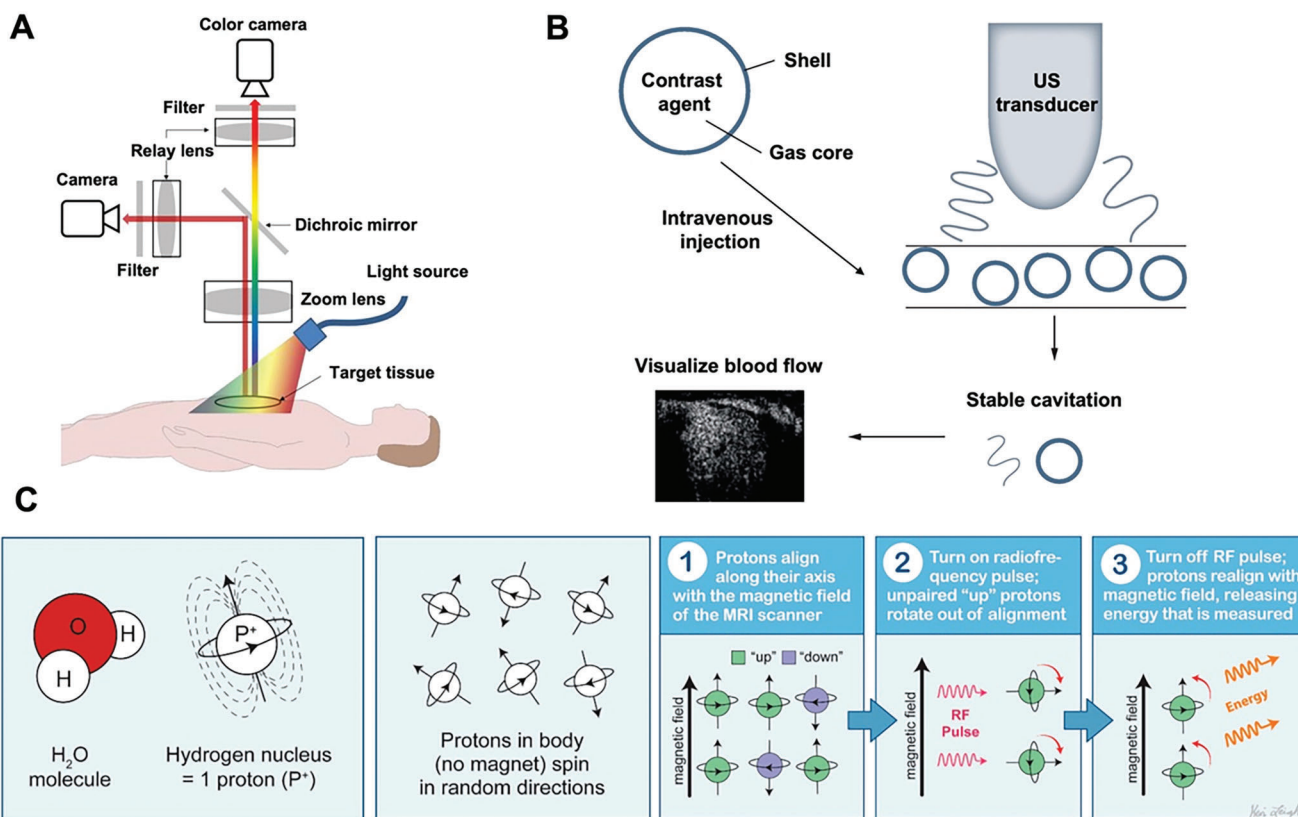 A
Color camera
Filter
Relay lens
Camera
Dichroic mirror
Filter
Light source
Zoom lens
Target tissue
B
Contrast
agent
Shell
Gas core
US
transducer
Intravenous
injection
Visualize blood flow
Stable cavitation
C
O
H
H
H₂O
molecule
P⁺
Hydrogen nucleus
= 1 proton (P⁺)
Protons in body
(no magnet) spin
in random directions
1
Protons align
along their axis
with the magnetic field
of the MRI scanner
"up"
"down"
magnetic field
2
Turn on radiofre-
quency pulse;
unpaired "up" protons
rotate out of alignment
magnetic field
RF
Pulse
3
Turn off RF pulse;
protons realign with
magnetic field, releasing
energy that is measured
magnetic field
Energy